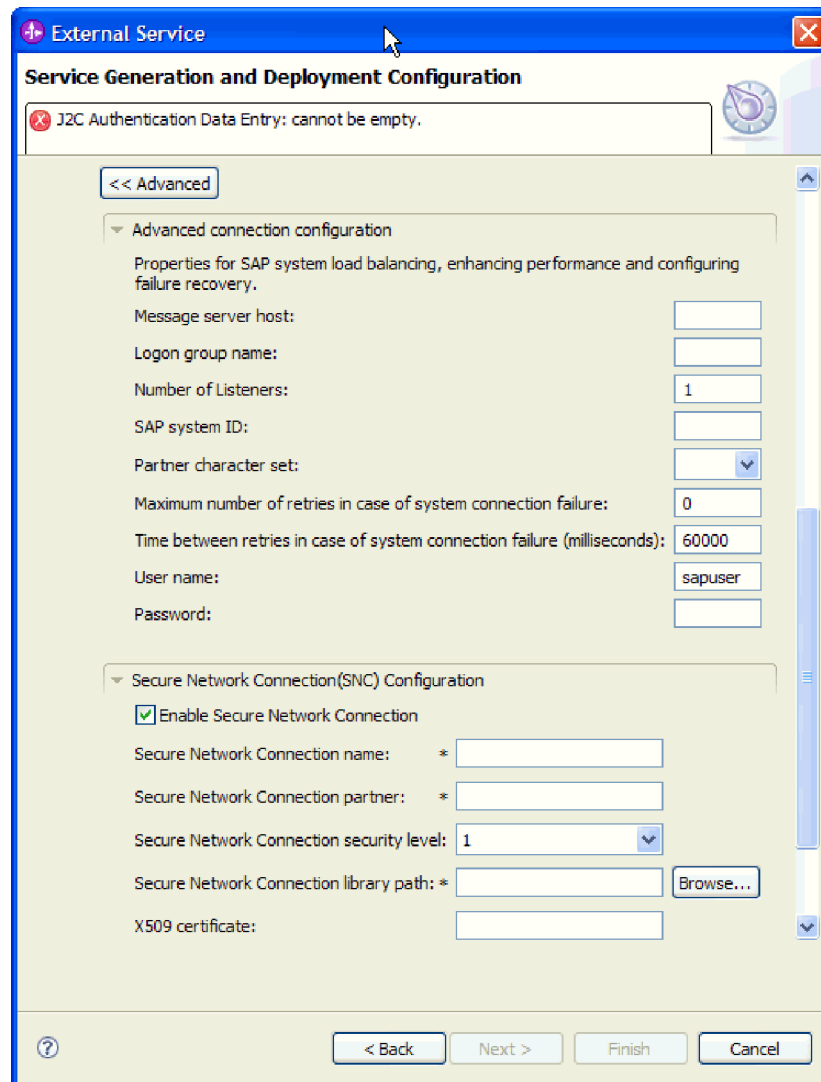 External Service
Service Generation and Deployment Configuration
J2C Authentication Data Entry: cannot be empty.
<< Advanced
Advanced connection configuration
Properties for SAP system load balancing, enhancing performance and configuring
failure recovery.
Message server host:
Logon group name:
Number of Listeners: 1
SAP system ID:
Partner character set:
Maximum number of retries in case of system connection failure: 0
Time between retries in case of system connection failure (milliseconds): 60000
User name: sapuser
Password:
Secure Network Connection(SNC) Configuration
Enable Secure Network Connection
Secure Network Connection name: *
Secure Network Connection partner: *
Secure Network Connection security level: 1
Secure Network Connection library path: * Browse...
X509 certificate:
? < Back Next > Finish Cancel